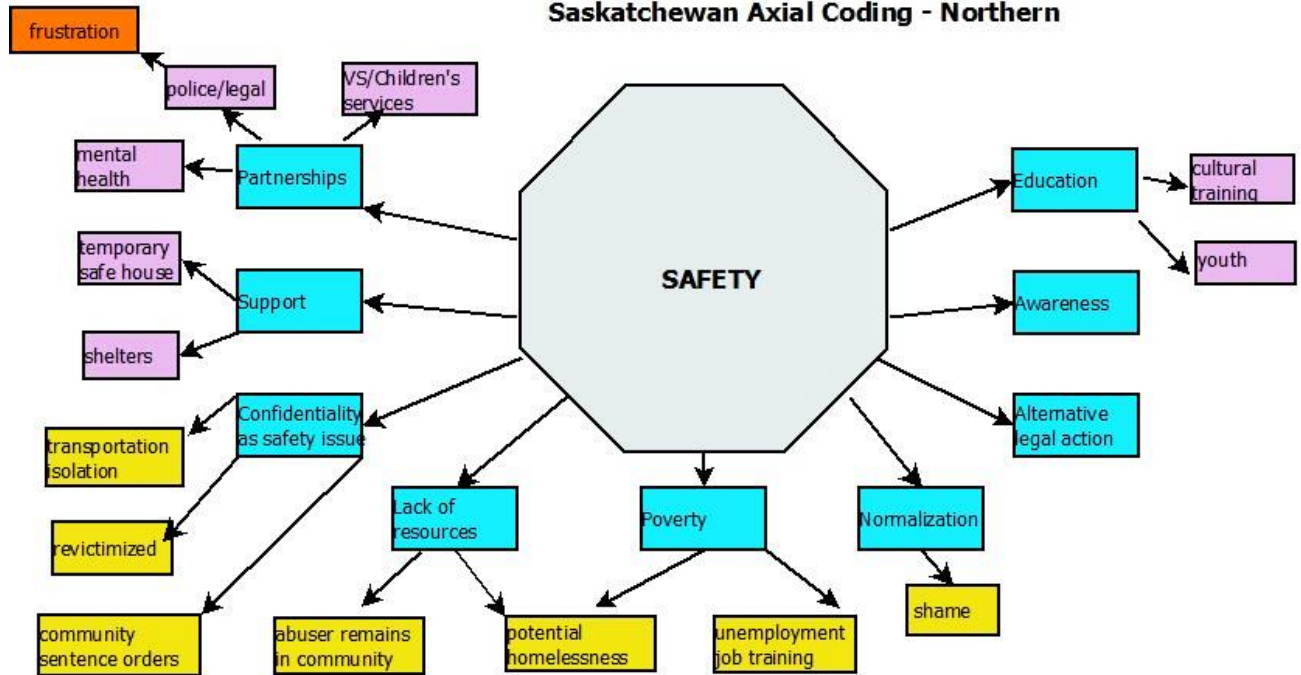 Saskatchewan Axial Coding - Northern
frustration
police/legal
VS/Children's
services
mental
health
Partnerships
Education
cultural
training
temporary
safe house
Support
SAFETY
youth
Awareness
shelters
Confidentiality
as safety issue
Alternative
legal action
transportation
isolation
Lack of
resources
Poverty
Normalization
revictimized
shame
community
sentence orders
abuser remains
in community
potential
homelessness
unemployment
job training